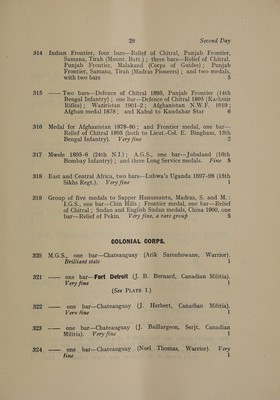 29 Second Day
314 Indian Frontier, four bars—Relief of Chitral, Punjab Frontier,
Samana, Tirah (Mount. Batt.); three bars—Relief of Chitral,
Punjab Frontier, Malakand (Corps of Guides); Punjab
Frontier, Samana, Tirah (Madras Pioneers); and two medals,
with two bars 5
315 —— Two bars—Defence of Chitral 1895, Punjab Frontier (14th
Bengal Infantry); one bar—Defence of Chitral 1895 (Kashmir
Rifles); Waziristan 1901-2; Afghanistan N.W.F. 1919;
Afghan medal 1878; and Kabul to Kandahar Star 6
316 Medal for Afghanistan 1879-80; and Frontier medal, one bar—
Relief of Chitral 1895 (both to Lieut.-Col. E. Bingham, 13th
Bengal Infantry). Very fine 2
317 Mwele 1895-6 (24th N.I.); A.G.S., one bar—Jubaland (16th
Bombay Infantry); and three Long Service medals. Fine 5
318 East and Central Africa, two bars—Lubwa's Uganda 1897-98 (15th
Sikhs Regt.). Very fine 1
319 Group of five medals to Sapper Hanumantu, Madras, S. and M.:
I.G.S., one bar—Chin Hills; Frontier medal, one bar—Relief
of Chitral; Sudan and English Sudan medals, China 1900, one
bar—Relief of Pekin. Very fine, a rare group 5
COLONIAL CORPS.
320 M.G.S., one bar—Chateauguay (Arik Sarenhowane, Warrior).
Brilliant state 1
321 —— one bar—Fort Detroit (J. B. Bernard, Canadian Militia).
Very fine 1
(See PLATE I.)
322 —— one bar—Chateauguay (J. Herbert, Canadian Militia).
Very fine 1
323 —— one bar—Chateauguay (J. Baillargeon, Serjt. Canadian
Militia). Very fine 1
324 —— one bar—Chateauguay (Noel Thomas, Warrior). Very
fine 1